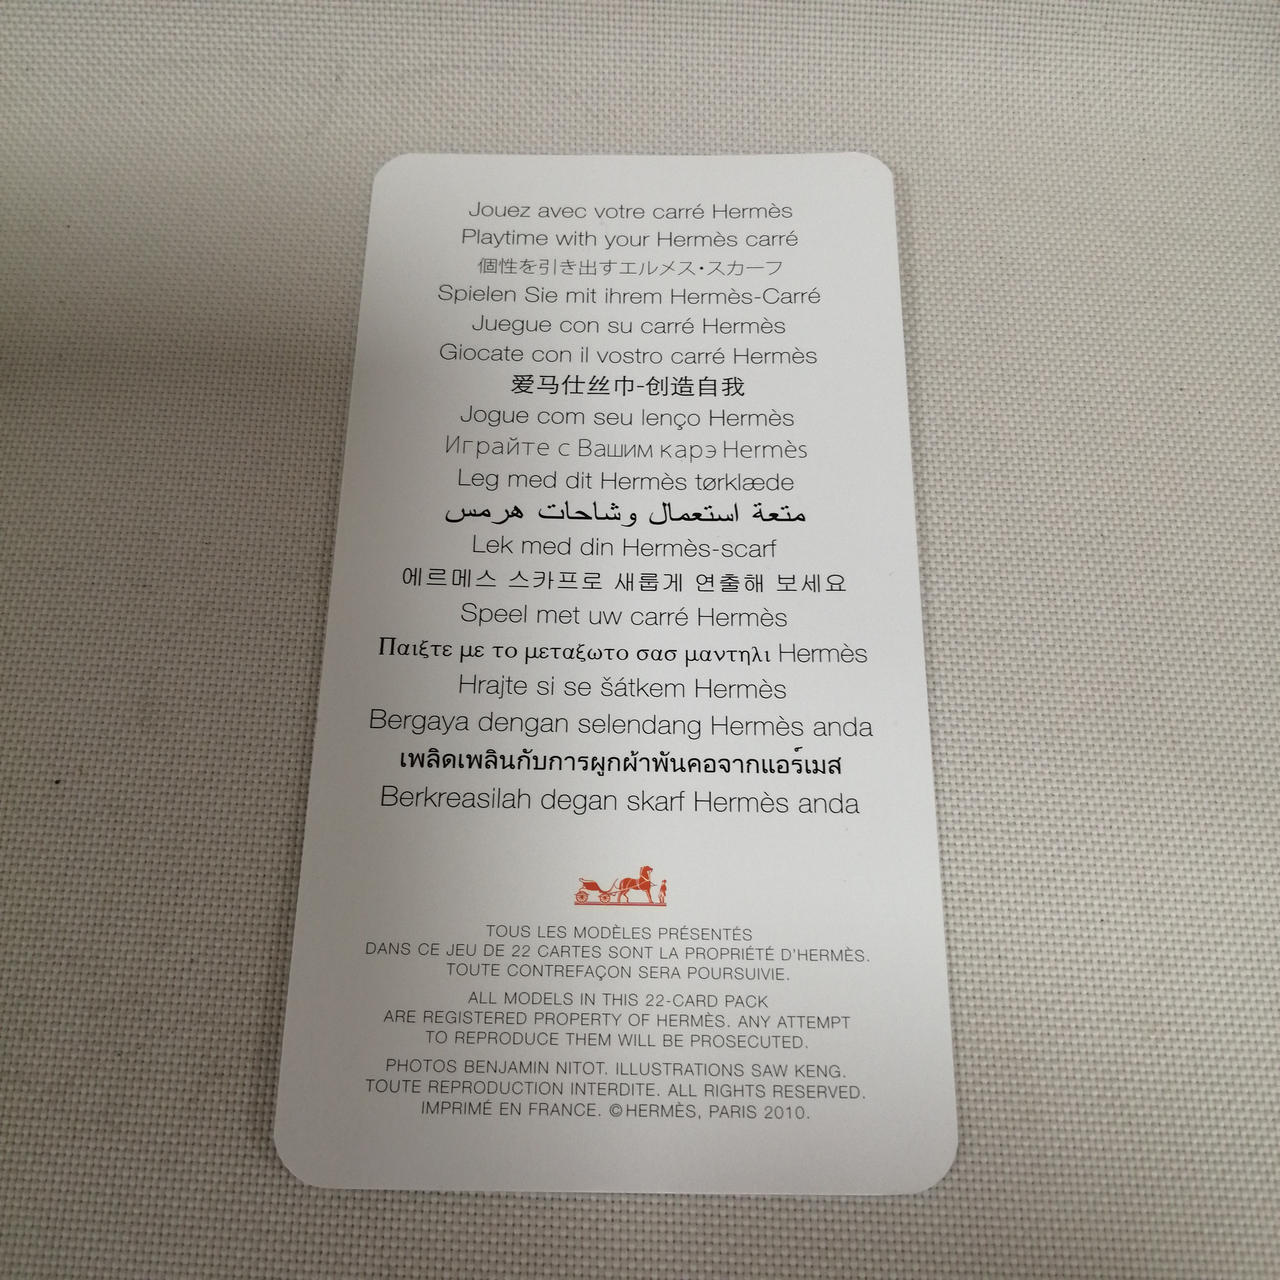 Jouez avec votre carré Hermès
Playtime with your Hermès carré
個性を引き出すエルメス・スカーフ
Spielen Sie mit ihrem Hermès-Carré
Juegue con su carré Hermès
Giocate con il vostro carré Hermès
爱马仕丝巾-创造自我
Jogue com seu lenço Hermès
Играйте с Вашим карэ Hermès
Leg med dit Hermès tørklæde
متعة استعمال وشاحات هرمس
Lek med din Hermès-scarf
에르메스 스카프로 새롭게 연출해 보세요
Speel met uw carré Hermès
Παιξτε με το μεταξωτο σασ μαντηλι Hermès
Hrajte si se šátkem Hermès
Bergaya dengan selendang Hermès anda
เพลิดเพลินกับการผูกผ้าพันคอจากแอร์เมส
Berkreasilah degan skarf Hermès anda
TOUS LES MODÈLES PRÉSENTÉS
DANS CE JEU DE 22 CARTES SONT LA PROPRIÉTÉ D'HERMÈS.
TOUTE CONTREFAÇON SERA POURSUIVIE.
ALL MODELS IN THIS 22-CARD PACK
ARE REGISTERED PROPERTY OF HERMÈS. ANY ATTEMPT
TO REPRODUCE THEM WILL BE PROSECUTED.
PHOTOS BENJAMIN NITOT. ILLUSTRATIONS SAW KENG.
TOUTE REPRODUCTION INTERDITE. ALL RIGHTS RESERVED.
IMPRIMÉ EN FRANCE. ©HERMÈS, PARIS 2010.